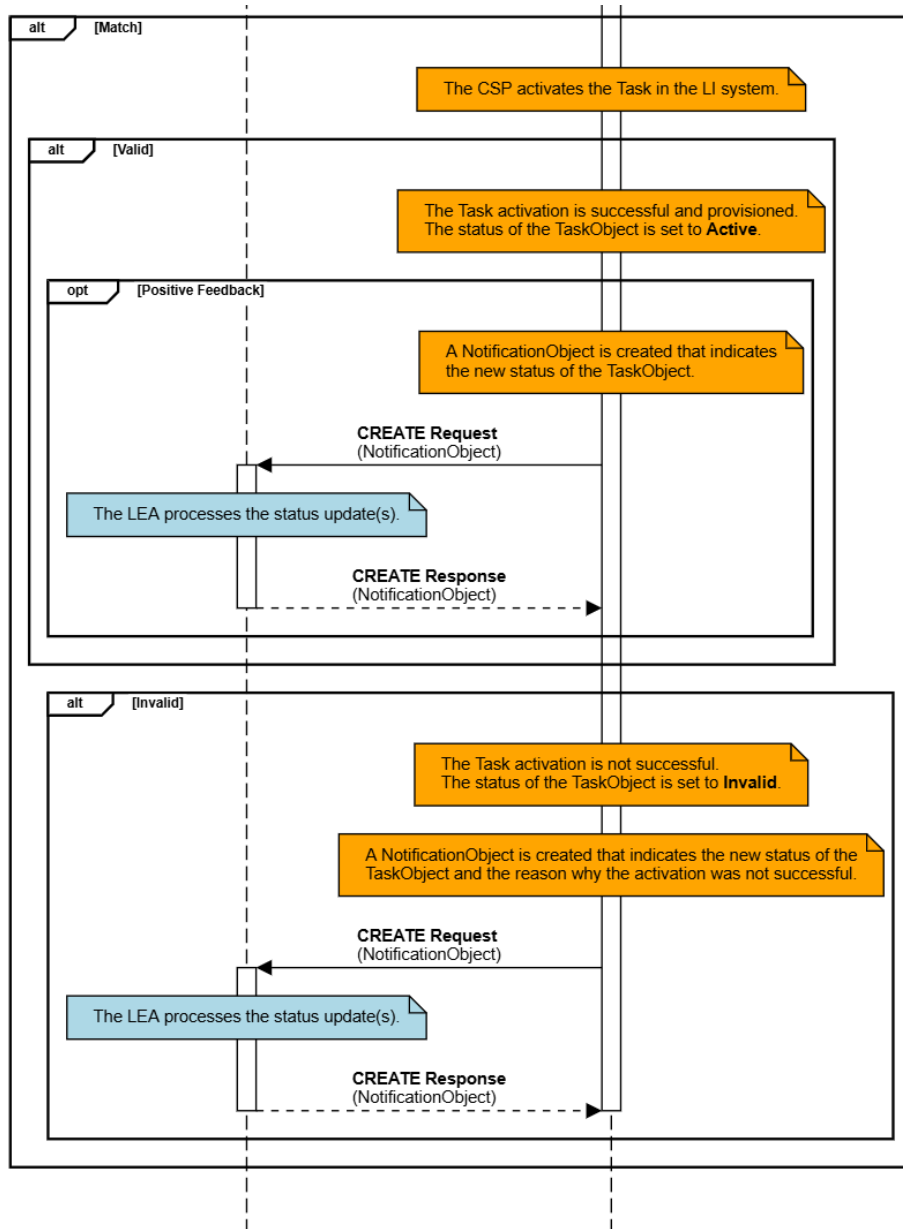 alt [Match]
The CSP activates the Task in the LI system.
alt [Valid]
The Task activation is successful and provisioned.
The status of the TaskObject is set to Active.
opt [Positive Feedback]
A NotificationObject is created that indicates
the new status of the TaskObject.
CREATE Request
(NotificationObject)
The LEA processes the status update(s).
CREATE Response
(NotificationObject)
alt [Invalid]
The Task activation is not successful.
The status of the TaskObject is set to Invalid.
A NotificationObject is created that indicates the new status of the
TaskObject and the reason why the activation was not successful.
CREATE Request
(NotificationObject)
The LEA processes the status update(s).
CREATE Response
(NotificationObject)